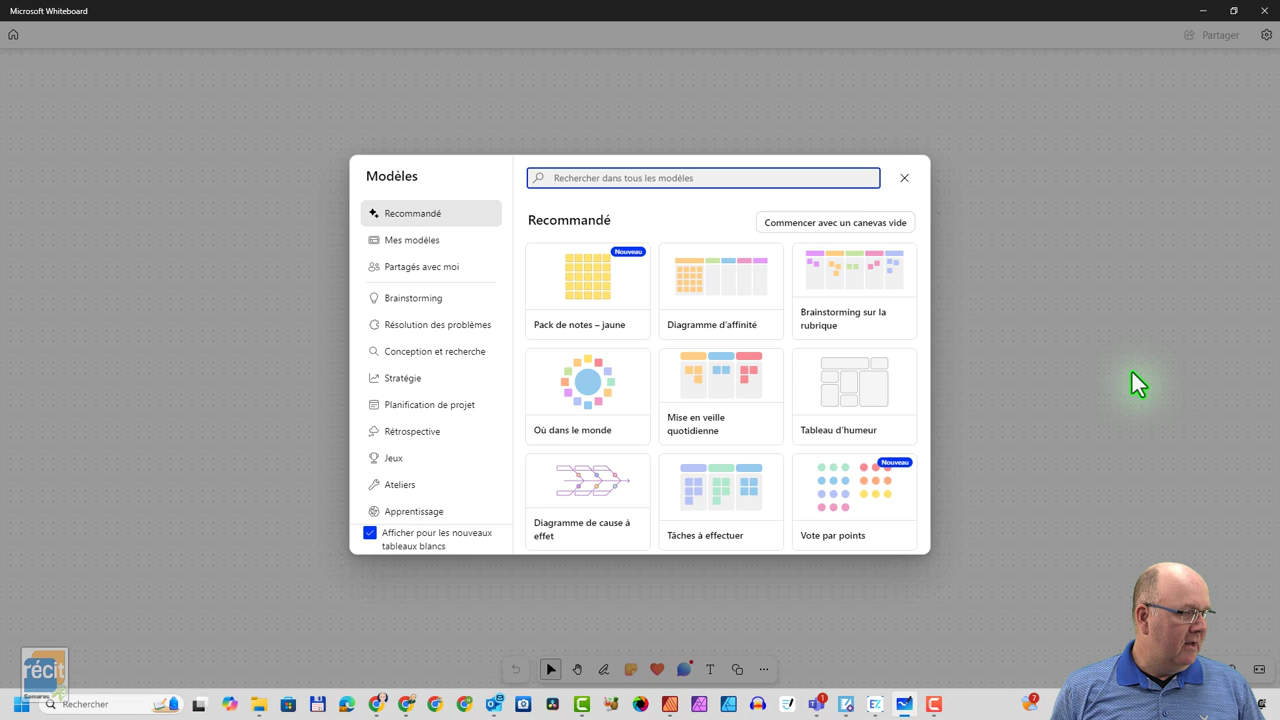 Microsoft Whiteboard
Partager
Modèles
Rechercher dans tous les modèles
Recommandé
Mes modèles
Partagés avec moi
Brainstorming
Résolution des problèmes
Conception et recherche
Stratégie
Planification de projet
Rétrospective
Jeux
Ateliers
Apprentissage
Afficher pour les nouveaux
tableaux blancs
Recommandé
Commencer avec un canevas vide
Nouveau
Pack de notes – jaune
Diagramme d'affinité
Brainstorming sur la
rubrique
Où dans le monde
Mise en veille
quotidienne
Tableau d'humeur
Diagramme de cause à
effet
Tâches à effectuer
Nouveau
Vote par points
T
récit
Rechercher
EZ
1
7